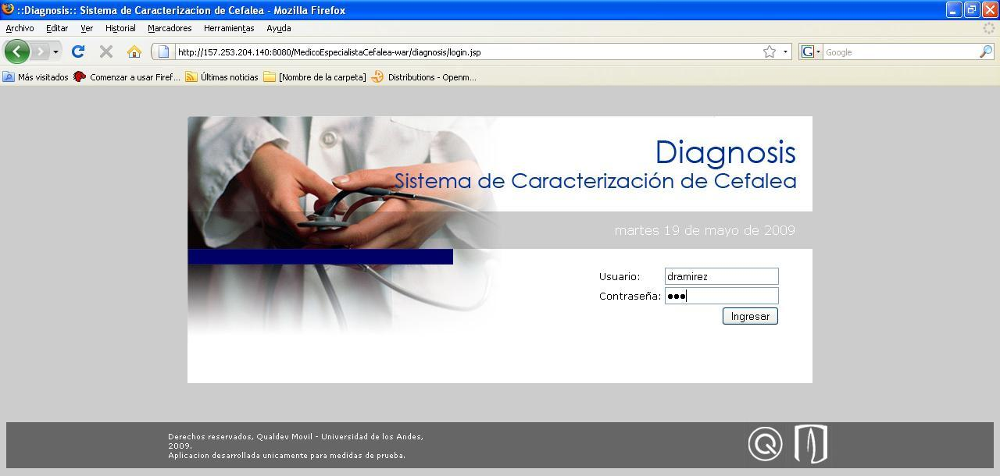 ::Diagnosis:: Sistema de Caracterizacion de Cefalea - Mozilla Firefox
Archivo Editar Ver Historial Marcadores Herramientas Ayuda
http://157.253.204.140:8080/MedicoEspecialistaCefalea-war/diagnosis/login.jsp
G Google
Más visitados Comenzar a usar Firef... Últimas noticias [Nombre de la carpeta] Distributions - Openm...
Diagnosis
Sistema de Caracterización de Cefalea
martes 19 de mayo de 2009
Usuario: dramirez
Contraseña: ●●●
Ingresar
Derechos reservados, Qualdev Movil - Universidad de los Andes,
2009.
Aplicacion desarrollada unicamente para medidas de prueba.